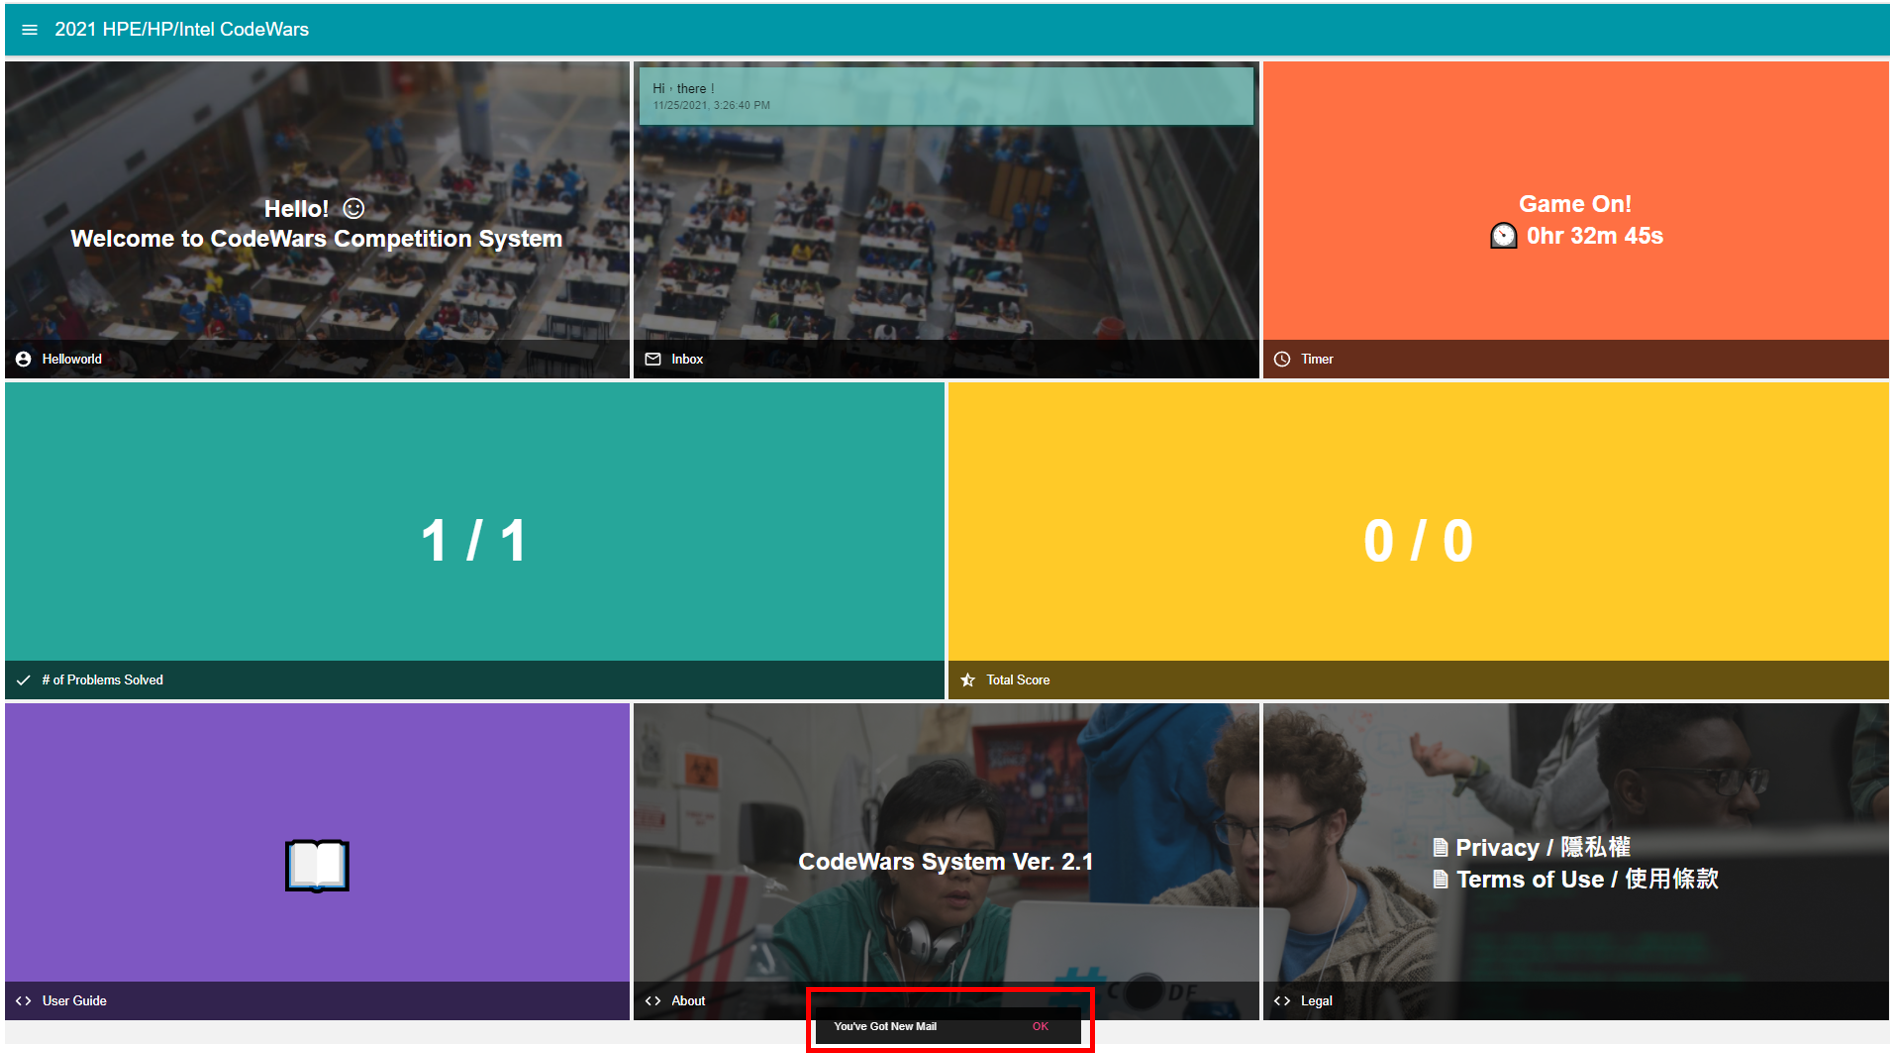 2021 HPE/HP/Intel CodeWars
Hello!
Welcome to CodeWars Competition System
Helloworld
Hi，there！
11/25/2021, 3:26:40 PM
Inbox
Game On!
0hr 32m 45s
Timer
1 / 1
# of Problems Solved
0 / 0
Total Score
User Guide
CodeWars System Ver. 2.1
About
Privacy / 隱私權
Terms of Use / 使用條款
Legal
You've Got New Mail
OK